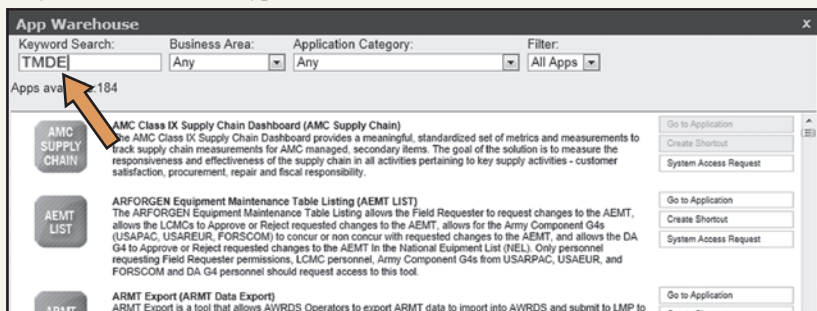 App Warehouse x
Keyword Search: Business Area: Application Category: Filter:
TMDE Any Any All Apps
Apps ava 184
AMC
SUPPLY
CHAIN
AMC Class IX Supply Chain Dashboard (AMC Supply Chain)
The AMC Class IX Supply Chain Dashboard provides a meaningful, standardized set of metrics and measurements to
track supply chain measurements for AMC managed, secondary items. The goal of the solution is to measure the
responsiveness and effectiveness of the supply chain in all activities pertaining to key supply activities - customer
satisfaction, procurement, repair and fiscal responsibility.
Go to Application
Create Shortcut
System Access Request
AEMT
LIST
ARFORGEN Equipment Maintenance Table Listing (AEMT LIST)
The ARFORGEN Equipment Maintenance Table Listing allows the Field Requester to request changes to the AEMT,
allows the LCMCs to Approve or Reject requested changes to the AEMT, allows for the Army Component G4s
(USAPAC, USAREUR, FORSCOM) to concur or non concur with requested changes to the AEMT, and allows the DA
G4 to Approve or Reject requested changes to the AEMT In the National Euipment List (NEL). Only personnel
requesting Field Requester permissions, LCMC personnel, Army Component G4s from USARPAC, USAEUR, and
FORSCOM and DA G4 personnel should request access to this tool.
Go to Application
Create Shortcut
System Access Request
ARMT
ARMT Export (ARMT Data Export)
ARMT Export is a tool that allows AWRDS Operators to export ARMT data to import into AWRDS and submit to LMP to
Go to Application